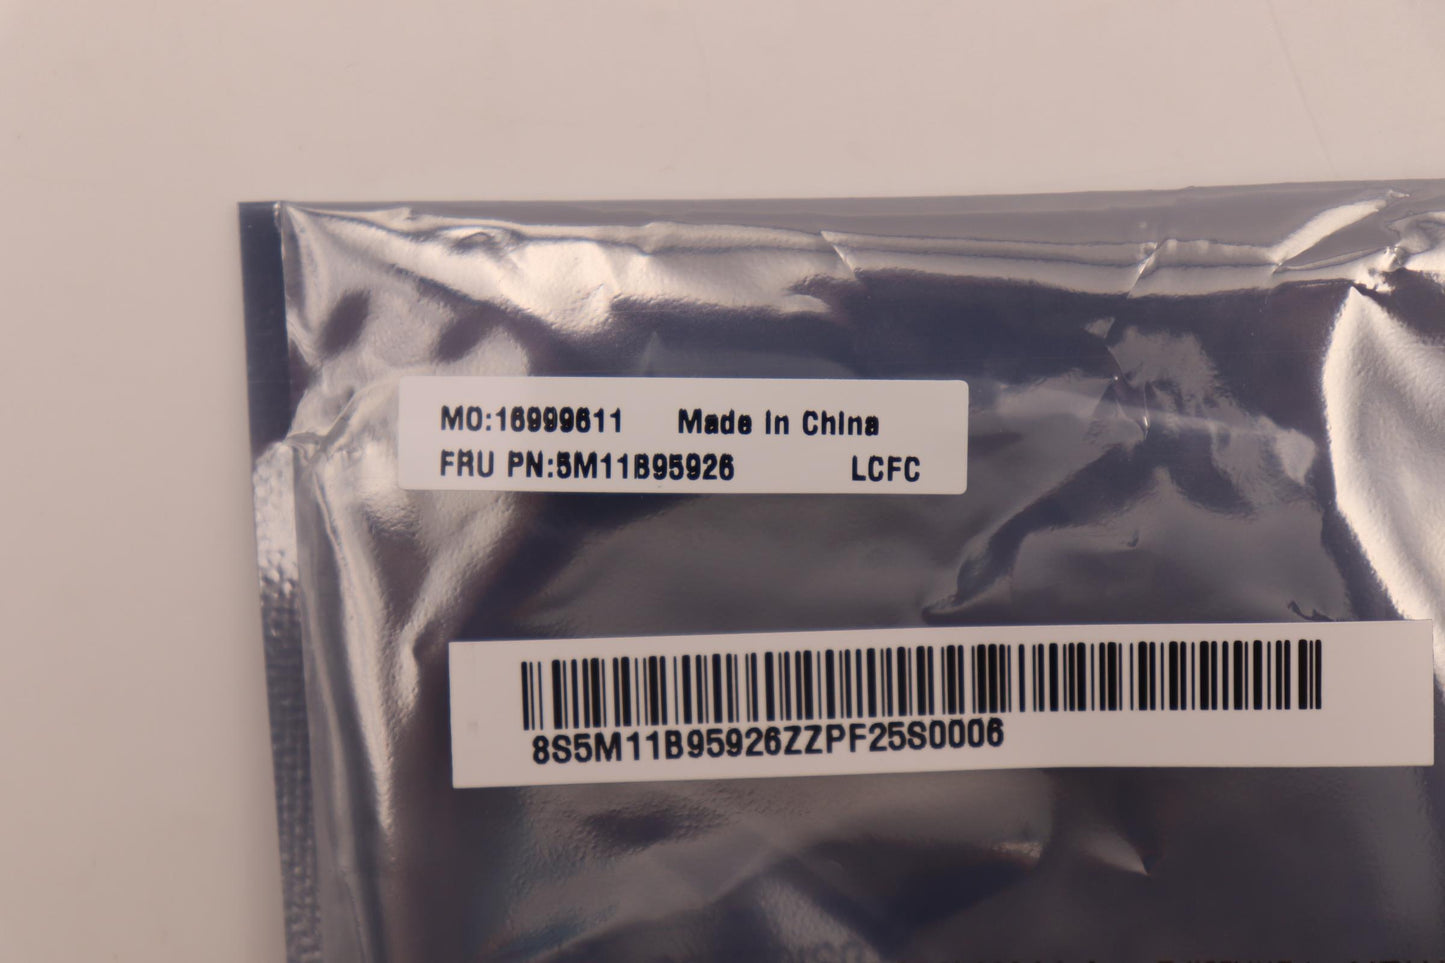 MO:16999611 Made In China
FRU PN:5M11B95926 LCFC
8S5M11B95926ZZPF25S0006